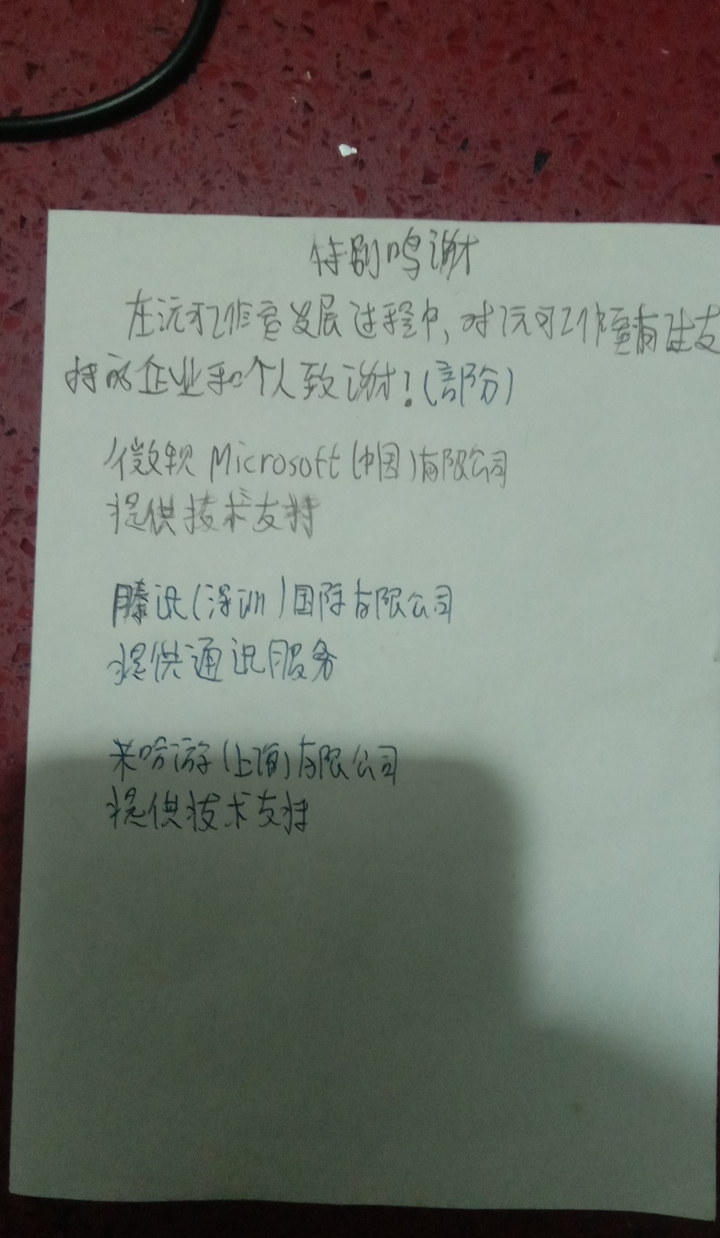 特别鸣谢
在沅可工作室发展过程中,对沅可工作室有过支
持的企业和个人致谢!(部分)
微软 Microsoft (中国)有限公司
提供技术支持
腾讯(深圳)国际有限公司
提供通讯服务
米哈游(上海)有限公司
提供技术支持